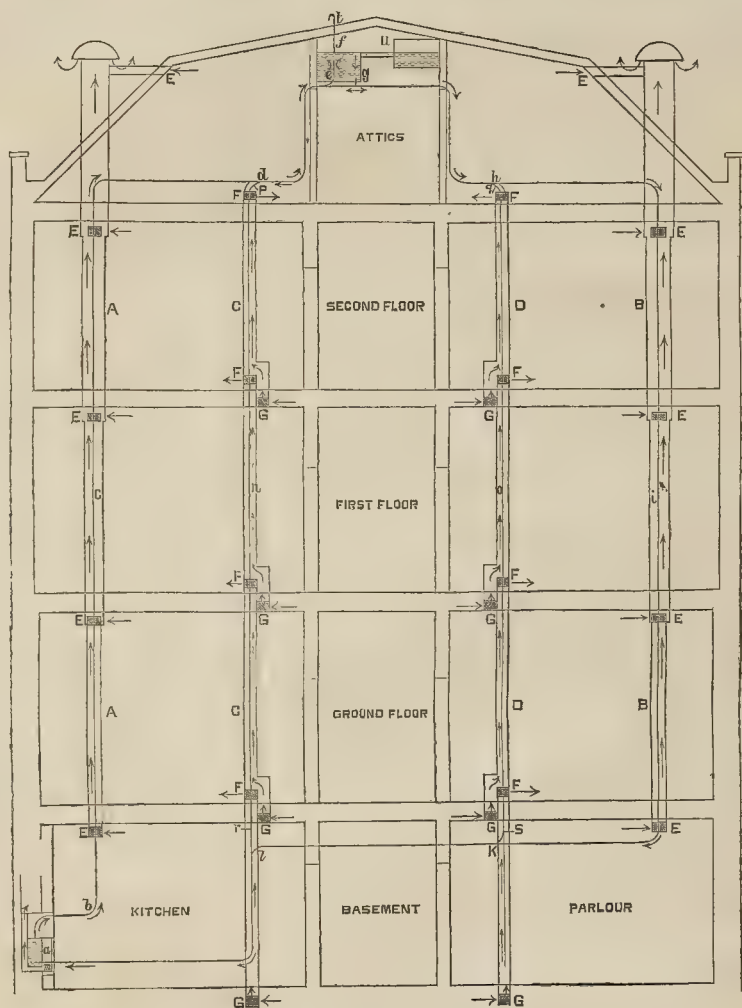 t
f u
e g
E E
ATTICS
d h
F P q F
E E
A C SECOND FLOOR D B
F F
G G
E E
C n FIRST FLOOR o i
F F
G G
E E
A C GROUND FLOOR D B
F F
G G
E r S E
l K
b KITCHEN BASEMENT PARLOUR
a
G G